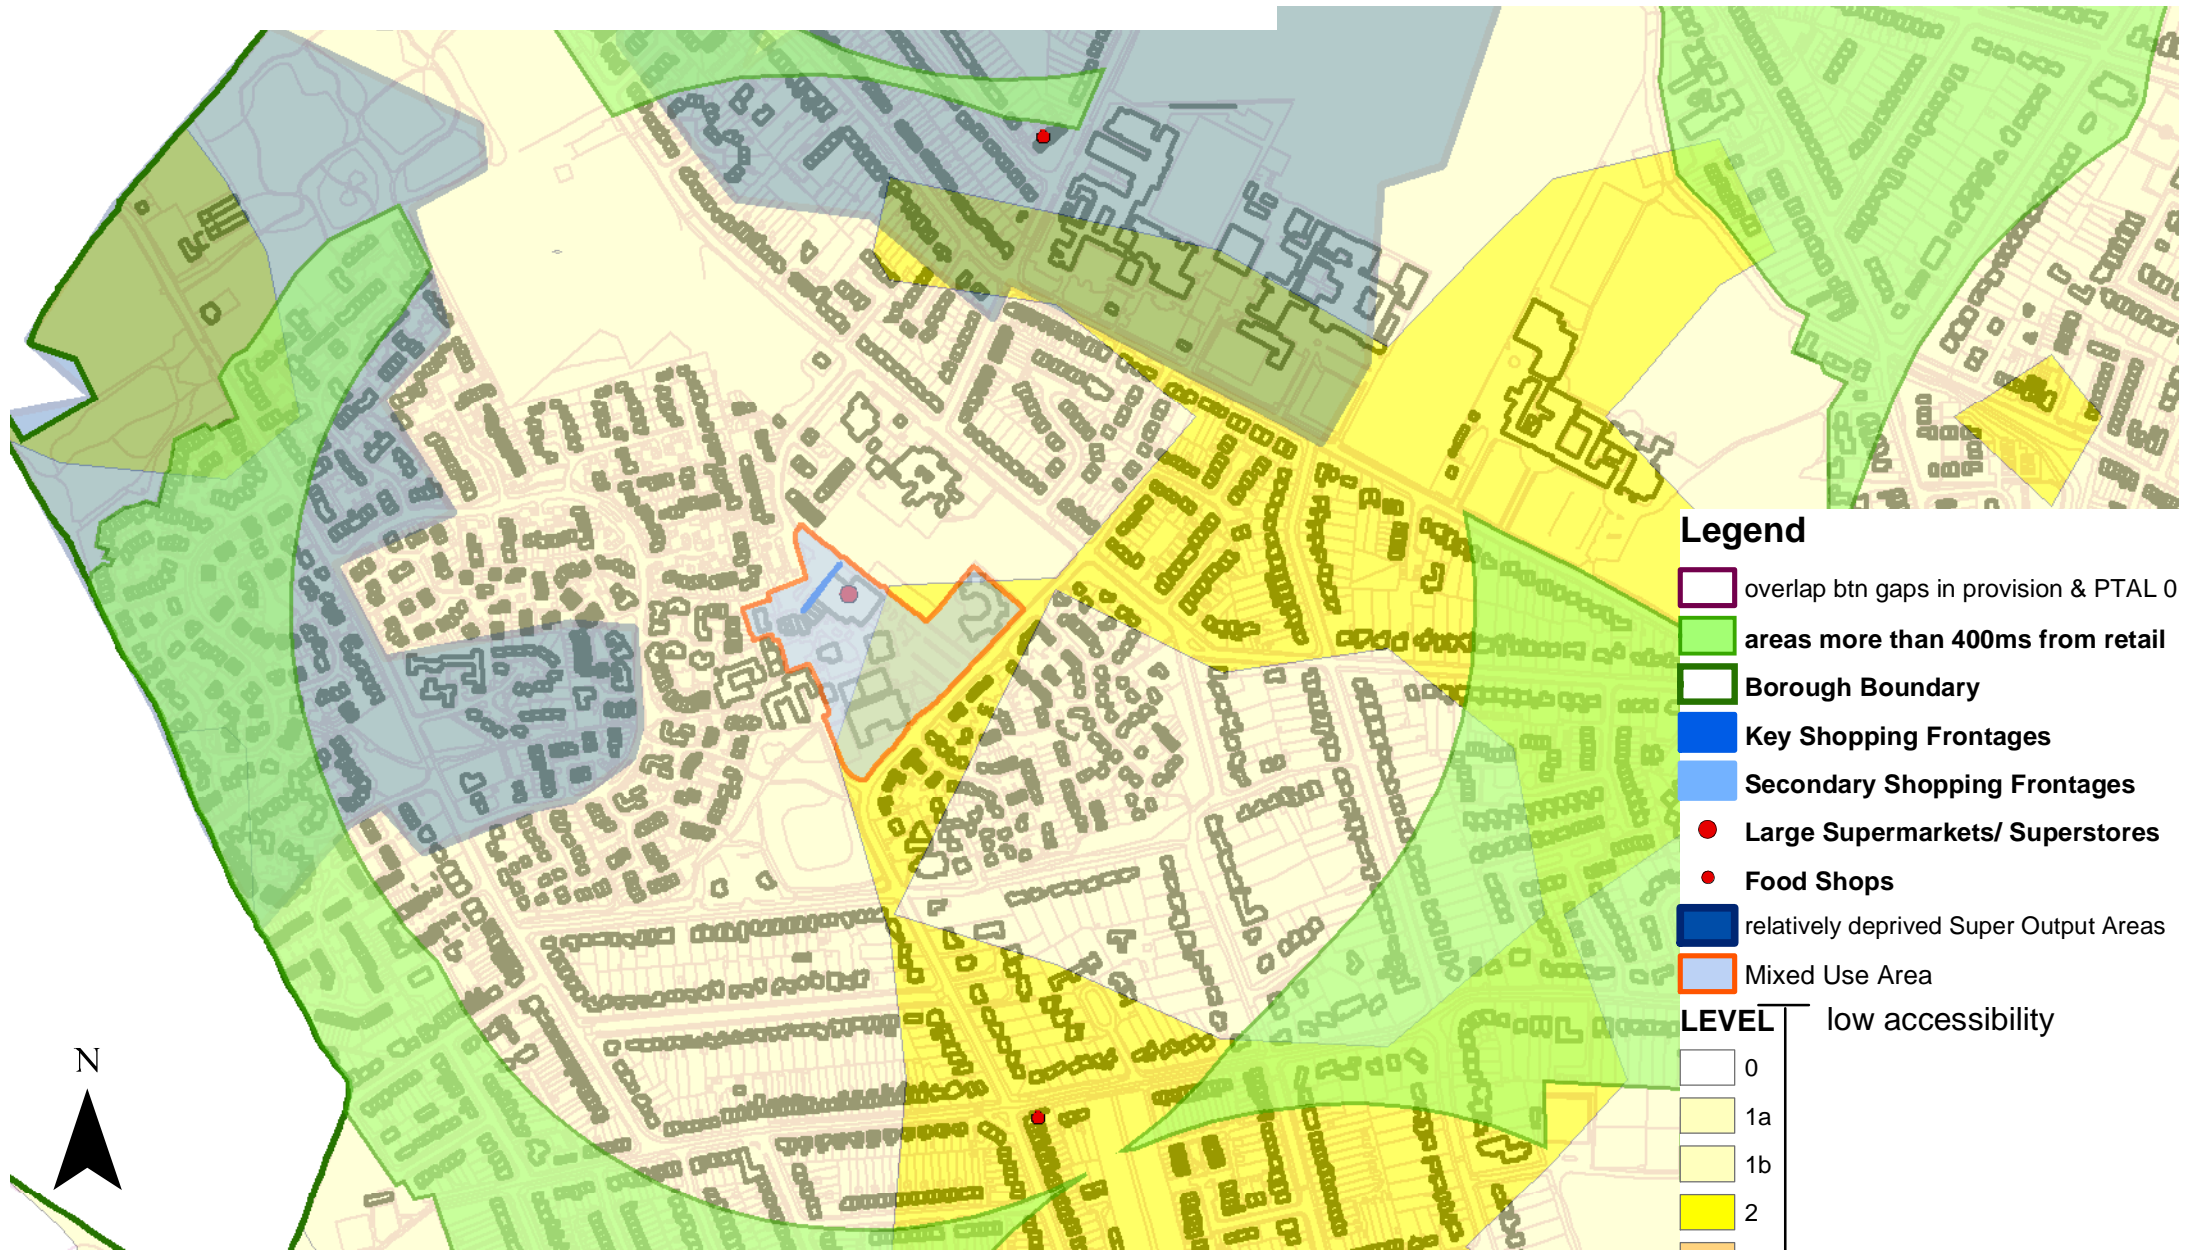 Legend
overlap btn gaps in provision & PTAL 0
areas more than 400ms from retail
Borough Boundary
Key Shopping Frontages
Secondary Shopping Frontages
Large Supermarkets/ Superstores
Food Shops
relatively deprived Super Output Areas
Mixed Use Area
LEVEL low accessibility
0
1a
1b
2
N